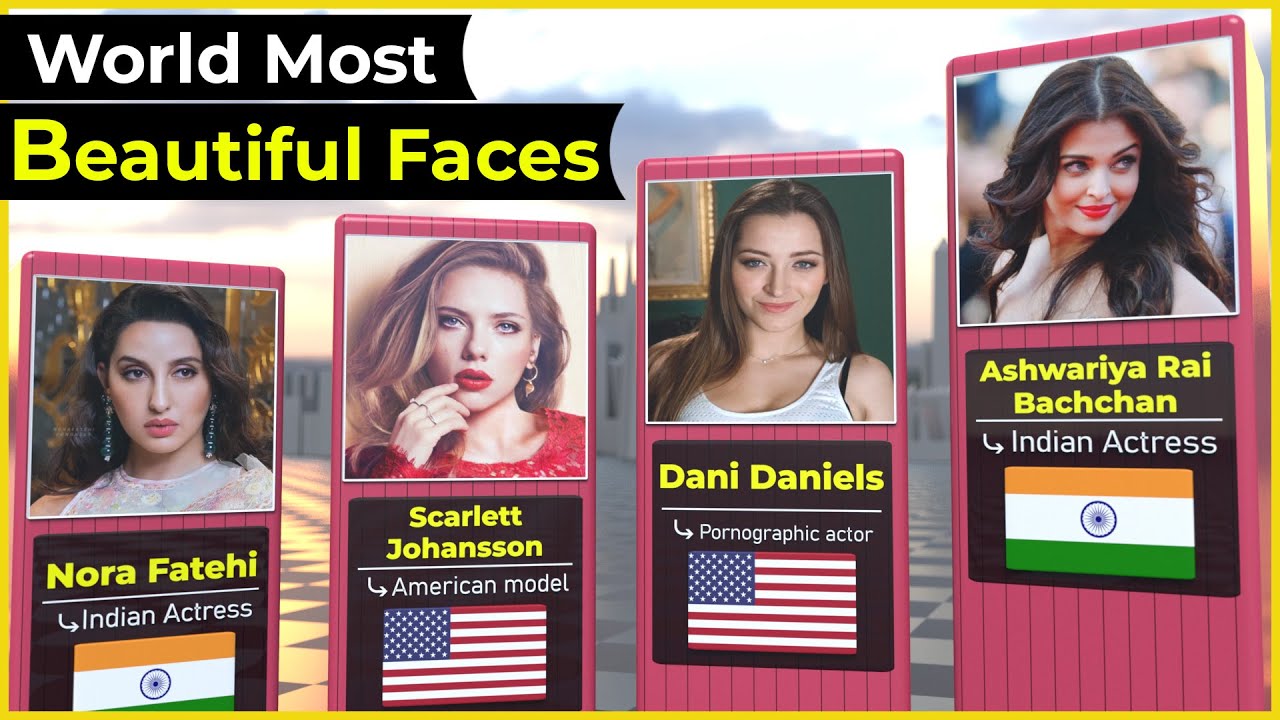 World Most
Beautiful Faces
Nora Fatehi
Indian Actress
Scarlett
Johansson
American model
Dani Daniels
Pornographic actor
Ashwariya Rai
Bachchan
Indian Actress